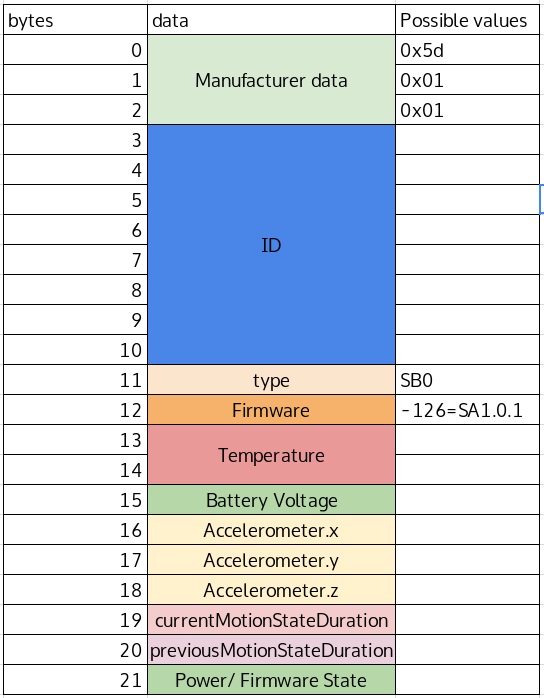 bytes data Possible values
0 0x5d
1 Manufacturer data 0x01
2 0x01
3
4
5
6
ID
7
8
9
10
11 type SB0
12 Firmware -126=SA1.0.1
13
Temperature
14
15 Battery Voltage
16 Accelerometer.x
17 Accelerometer.y
18 Accelerometer.z
19 currentMotionStateDuration
20 previousMotionStateDuration
21 Power/ Firmware State